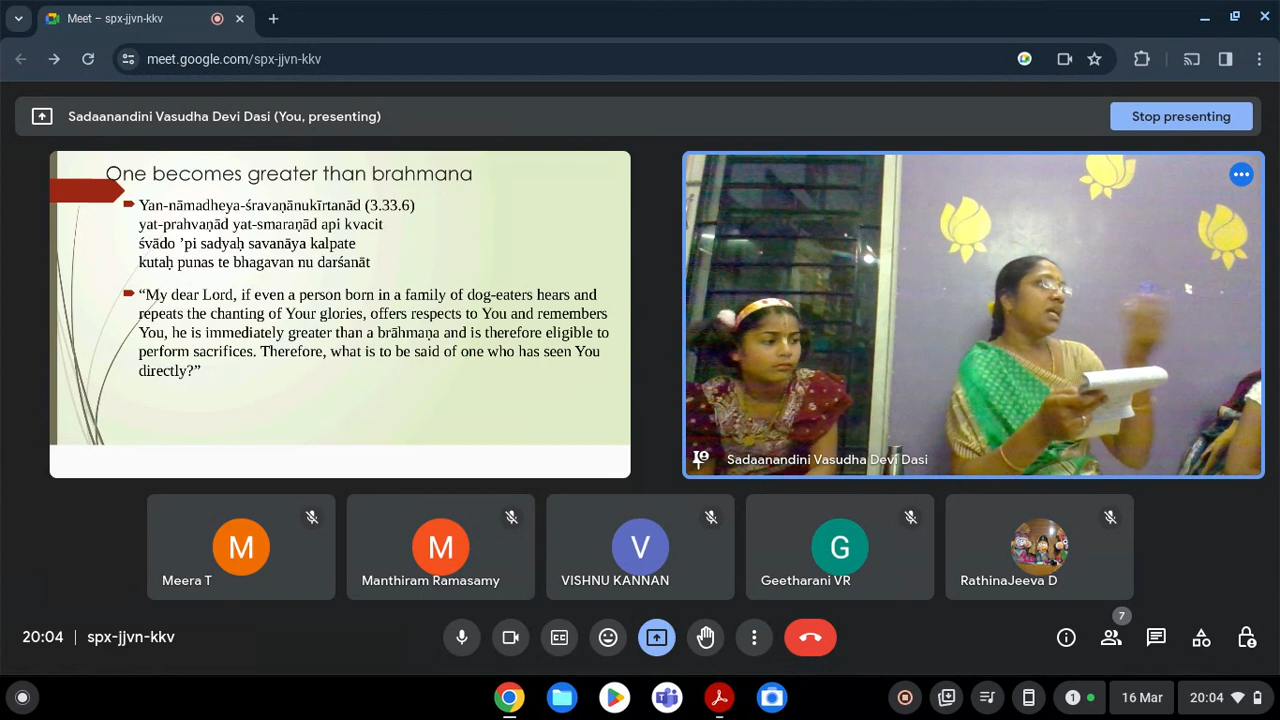 Meet – spx-jjvn-kkv
meet.google.com/spx-jjvn-kkv
Sadaanandini Vasudha Devi Dasi (You, presenting)
Stop presenting
One becomes greater than brahmana
Yan-nāmadheya-śravaṇānukīrtanād (3.33.6)
yat-prahvaṇād yat-smaraṇād api kvacit
śvādo ’pi sadyaḥ savanāya kalpate
kutaḥ punas te bhagavan nu darśanāt
“My dear Lord, if even a person born in a family of dog-eaters hears and
repeats the chanting of Your glories, offers respects to You and remembers
You, he is immediately greater than a brāhmaṇa and is therefore eligible to
perform sacrifices. Therefore, what is to be said of one who has seen You
directly?”
Sadaanandini Vasudha Devi Dasi
M
Meera T
M
Manthiram Ramasamy
V
VISHNU KANNAN
G
Geetharani VR
RathinaJeeva D
20:04 | spx-jjvn-kkv
7
1
16 Mar
20:04